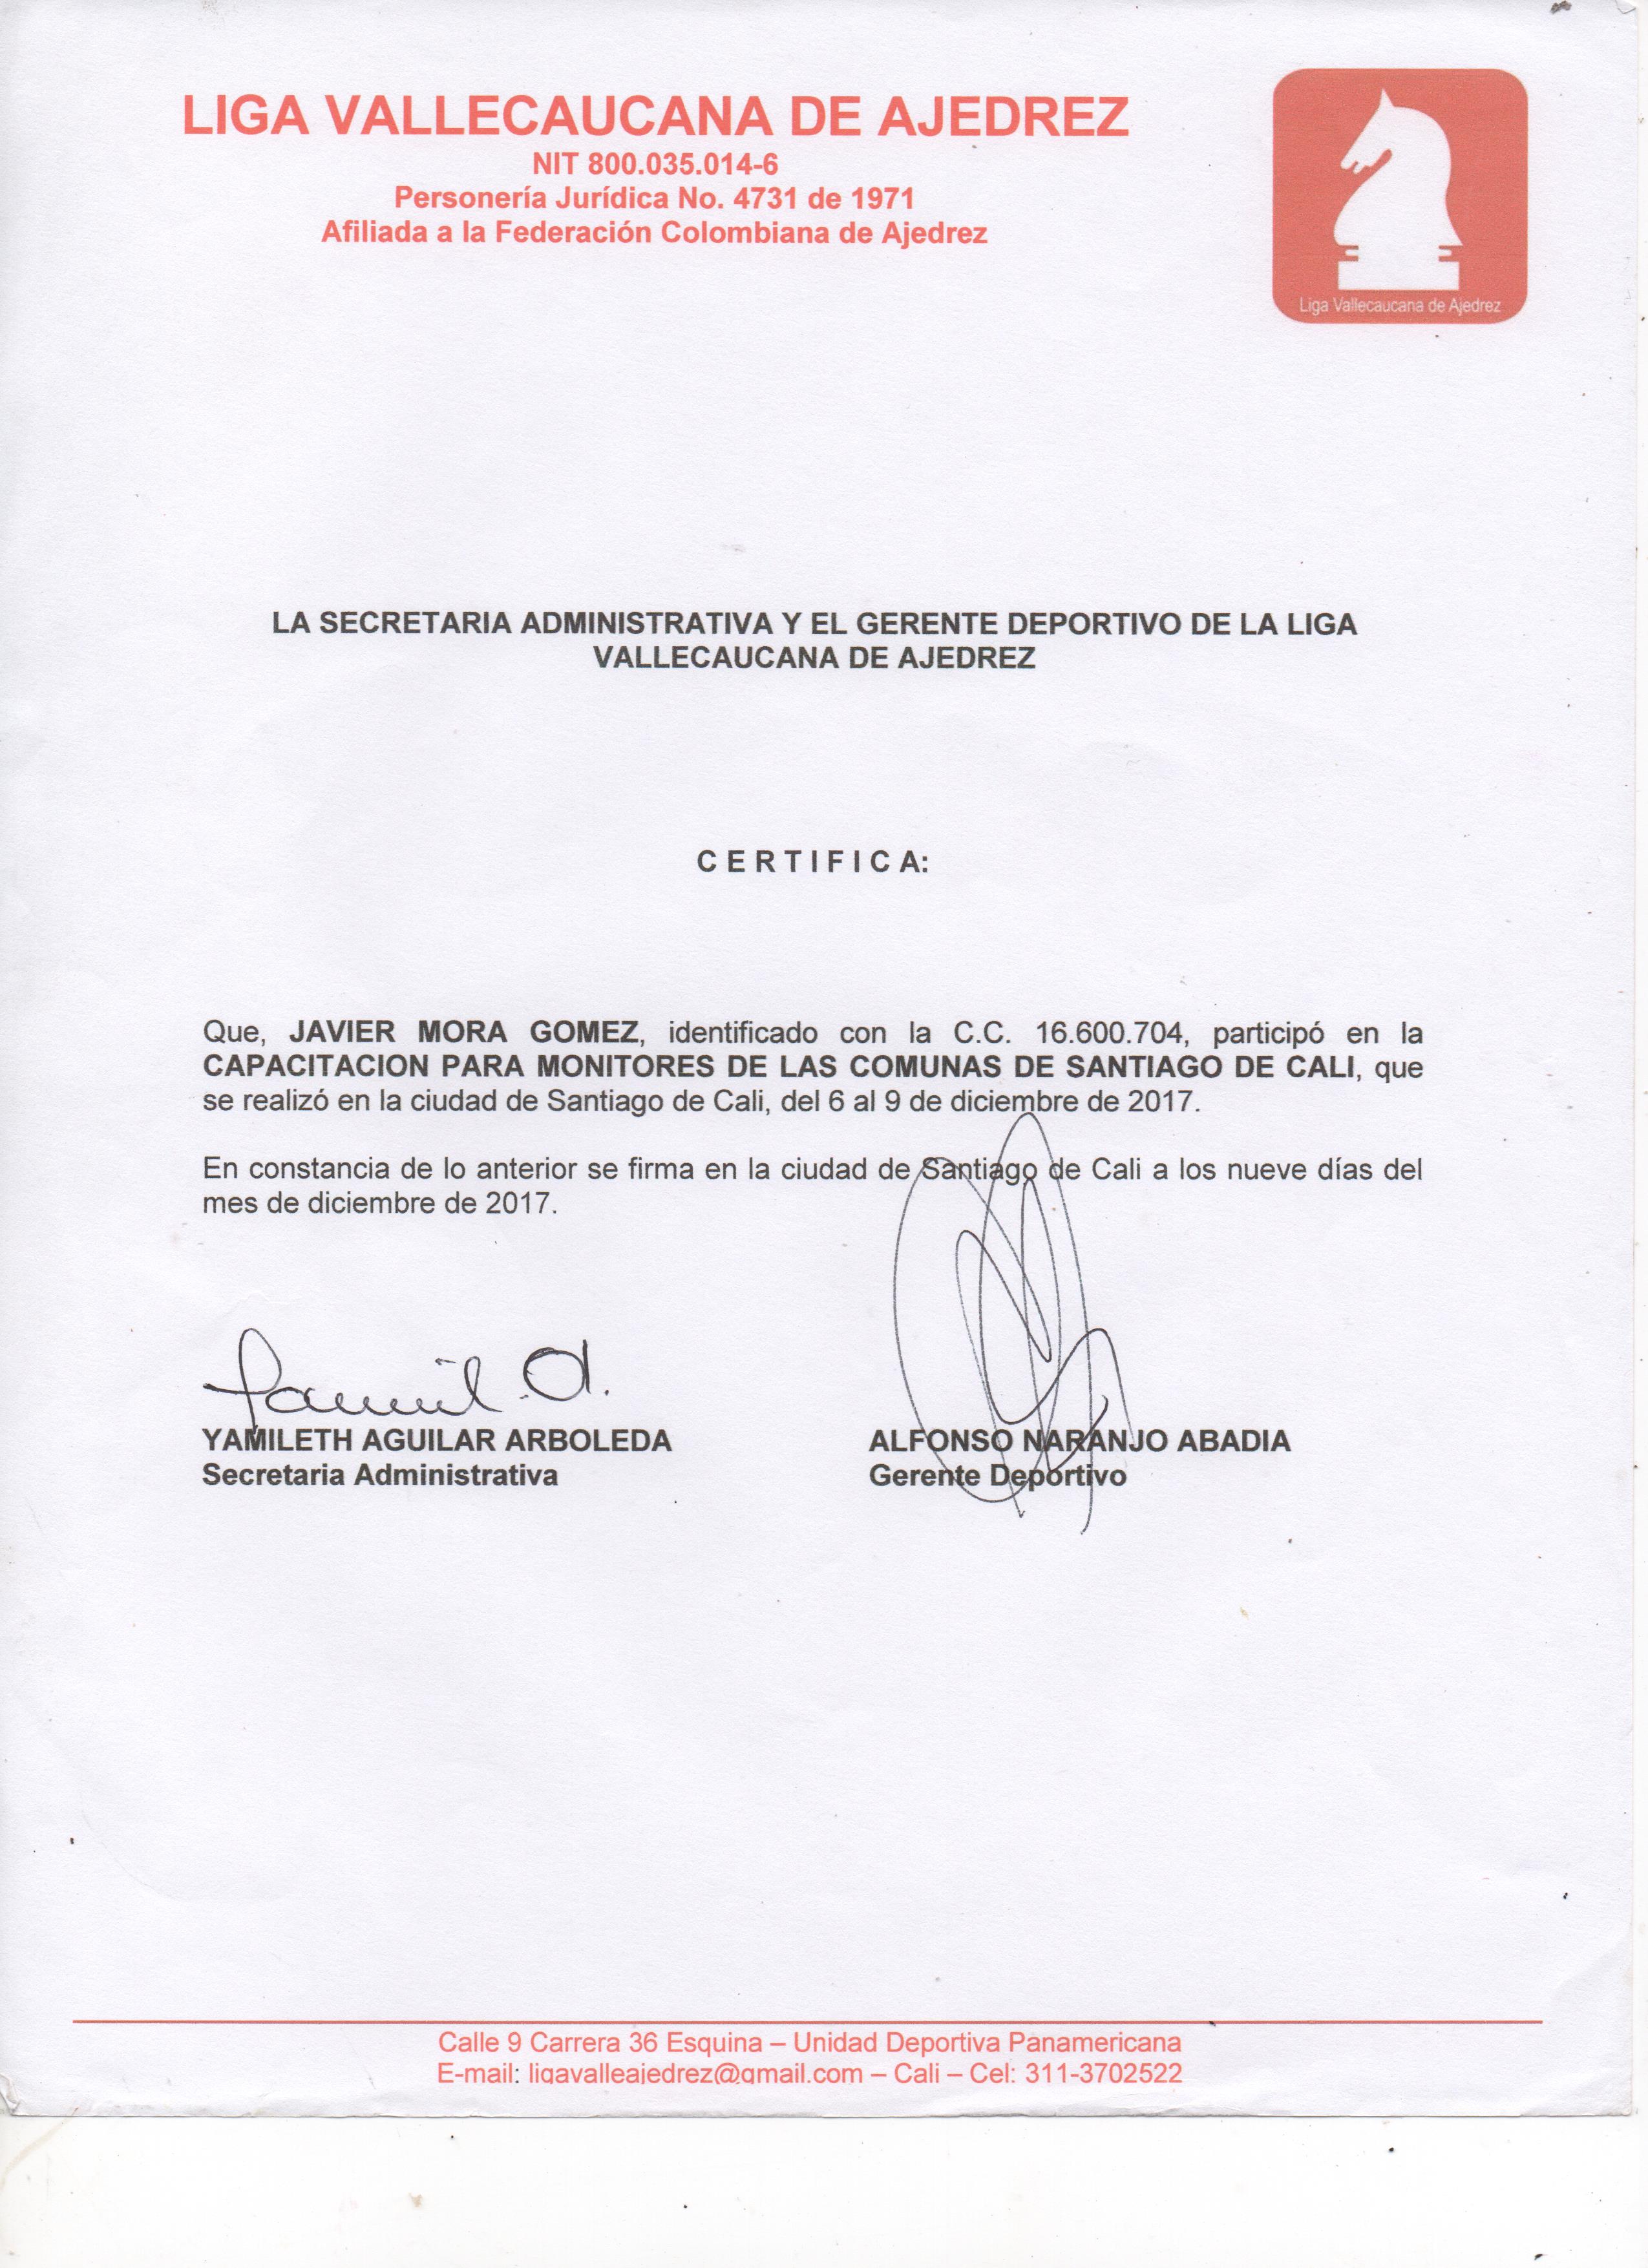 LIGA VALLECAUCANA DE AJEDREZ
NIT 800.035.014-6
Personería Jurídica No. 4731 de 1971
Afiliada a la Federación Colombiana de Ajedrez
Liga Vallecaucana de Ajedrez
LA SECRETARIA ADMINISTRATIVA Y EL GERENTE DEPORTIVO DE LA LIGA
VALLECAUCANA DE AJEDREZ
C E R T I F I C A:
Que, JAVIER MORA GOMEZ, identificado con la C.C. 16.600.704, participó en la
CAPACITACION PARA MONITORES DE LAS COMUNAS DE SANTIAGO DE CALI, que
se realizó en la ciudad de Santiago de Cali, del 6 al 9 de diciembre de 2017.
En constancia de lo anterior se firma en la ciudad de Santiago de Cali a los nueve días del
mes de diciembre de 2017.
YAMILETH AGUILAR ARBOLEDA
Secretaria Administrativa
ALFONSO NARANJO ABADIA
Gerente Deportivo
Calle 9 Carrera 36 Esquina – Unidad Deportiva Panamericana
E-mail: ligavalleajedrez@gmail.com – Cali – Cel: 311-3702522